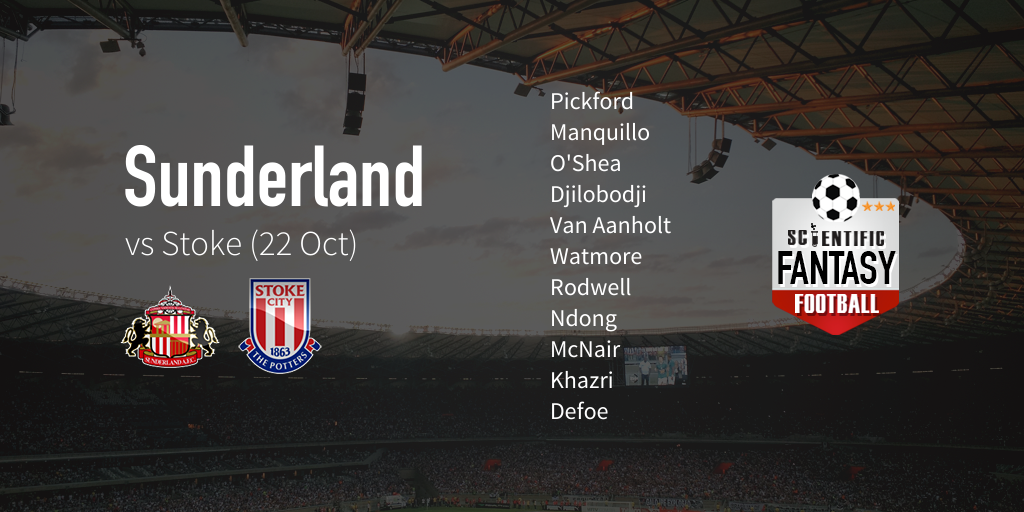 Sunderland
vs Stoke (22 Oct)
SUNDERLAND A.F.C.
STOKE
CITY
1863
THE POTTERS
Pickford
Manquillo
O'Shea
Djilobodji
Van Aanholt
Watmore
Rodwell
Ndong
McNair
Khazri
Defoe
SCIENTIFIC
FANTASY
FOOTBALL